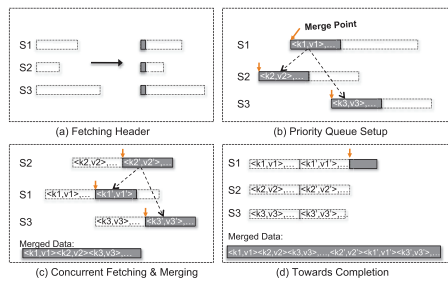 S1
S2
S3
(a) Fetching Header
Merge Point
S1 <k1,v1>,....
S2 <k2,v2>,...
S3 <k3,v3>,...
(b) Priority Queue Setup
S2 <k2,v2>,... <k2',v2'>,...
S1 <k1,v1>,... <k1',v1'>
S3 <k3,v3>,... <k3',v3'>,...
Merged Data:
<k1,v1><k2,v2><k3,v3>,....
(c) Concurrent Fetching & Merging
S1 <k1,v1>,... <k1',v1'>,...
S2 <k2,v2>,... <k2',v2'>,...
S3 <k3,v3>,... <k3',v3'>,...
Merged Data:
<k1,v1><k2,v2><k3,v3>,...,<k2',v2'><k1',v1'><k3',v3'>...
(d) Towards Completion